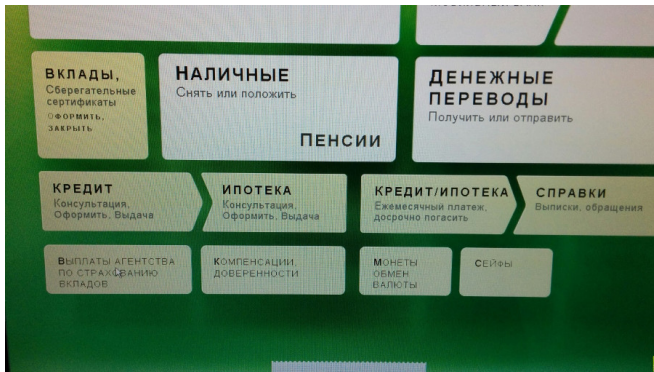 ВКЛАДЫ,
Сберегательные
сертификаты
ОФОРМИТЬ,
ЗАКРЫТЬ
НАЛИЧНЫЕ
Снять или положить
ПЕНСИИ
ДЕНЕЖНЫЕ
ПЕРЕВОДЫ
Получить или отправить
КРЕДИТ
Консультация,
Оформить, Выдача
ИПОТЕКА
Консультация,
Оформить, Выдача
КРЕДИТ/ИПОТЕКА
Ежемесячный платеж,
досрочно погасить
СПРАВКИ
Выписки, обращения
ВЫПЛАТЫ АГЕНТСТВА
ПО СТРАХОВАНИЮ
ВКЛАДОВ
КОМПЕНСАЦИИ,
ДОВЕРЕННОСТИ
МОНЕТЫ
ОБМЕН
ВАЛЮТЫ
СЕЙФЫ